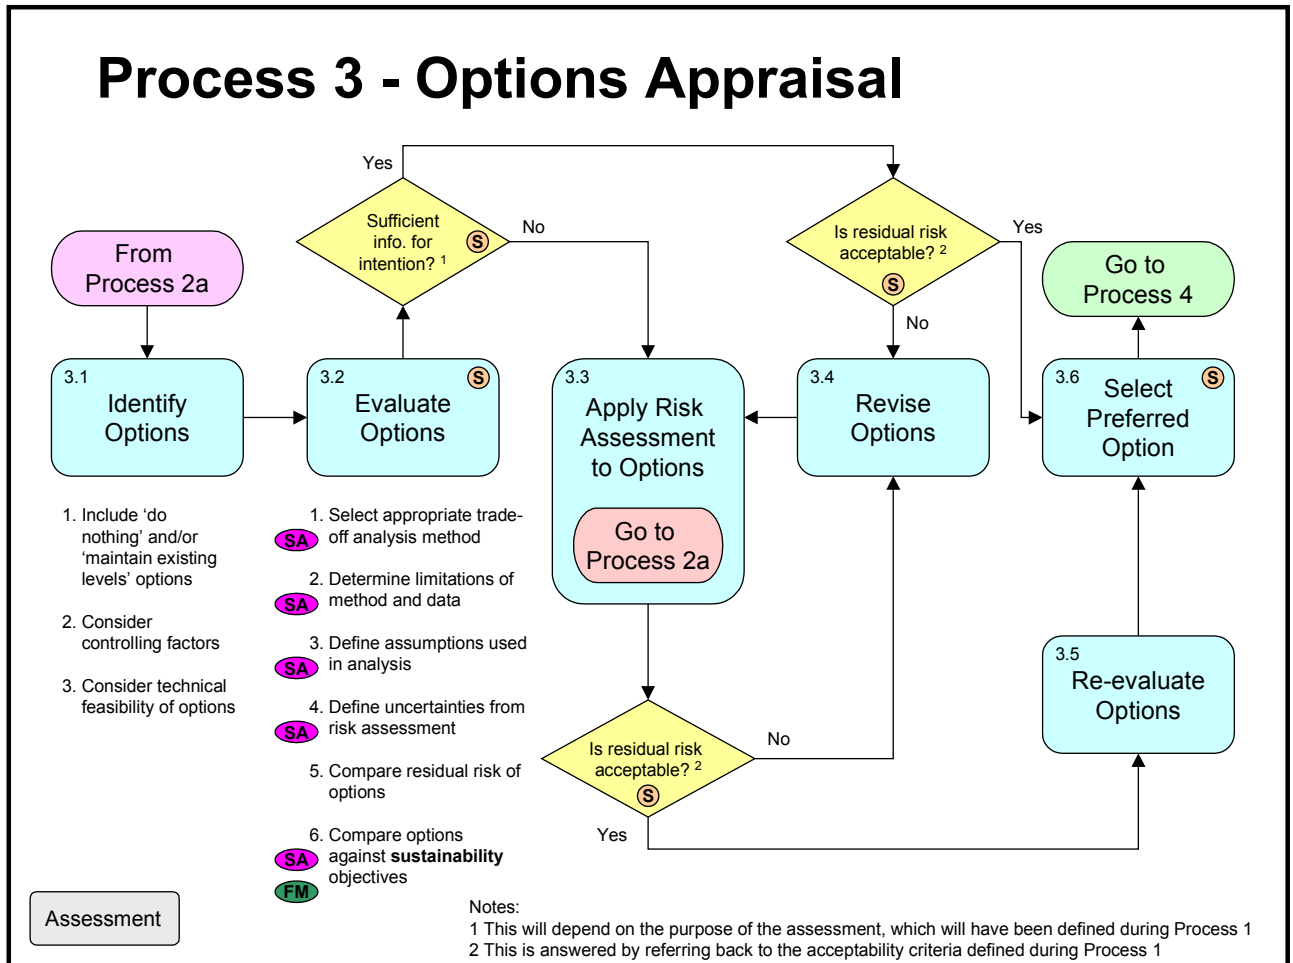 Process 3 - Options Appraisal
Yes
Sufficient
info. for
intention? 1
S
No
Is residual risk
acceptable? 2
S
Yes
No
From
Process 2a
Go to
Process 4
3.1
Identify
Options
3.2
S
Evaluate
Options
3.3
Apply Risk
Assessment
to Options
Go to
Process 2a
3.4
Revise
Options
3.6
S
Select
Preferred
Option
1. Include ‘do
nothing’ and/or
‘maintain existing
levels’ options
2. Consider
controlling factors
3. Consider technical
feasibility of options
1. Select appropriate trade-
SA off analysis method
2. Determine limitations of
SA method and data
3. Define assumptions used
SA in analysis
4. Define uncertainties from
SA risk assessment
5. Compare residual risk of
options
6. Compare options
SA against sustainability
FM objectives
Is residual risk
acceptable? 2
S
No
Yes
3.5
Re-evaluate
Options
Assessment
Notes:
1 This will depend on the purpose of the assessment, which will have been defined during Process 1
2 This is answered by referring back to the acceptability criteria defined during Process 1